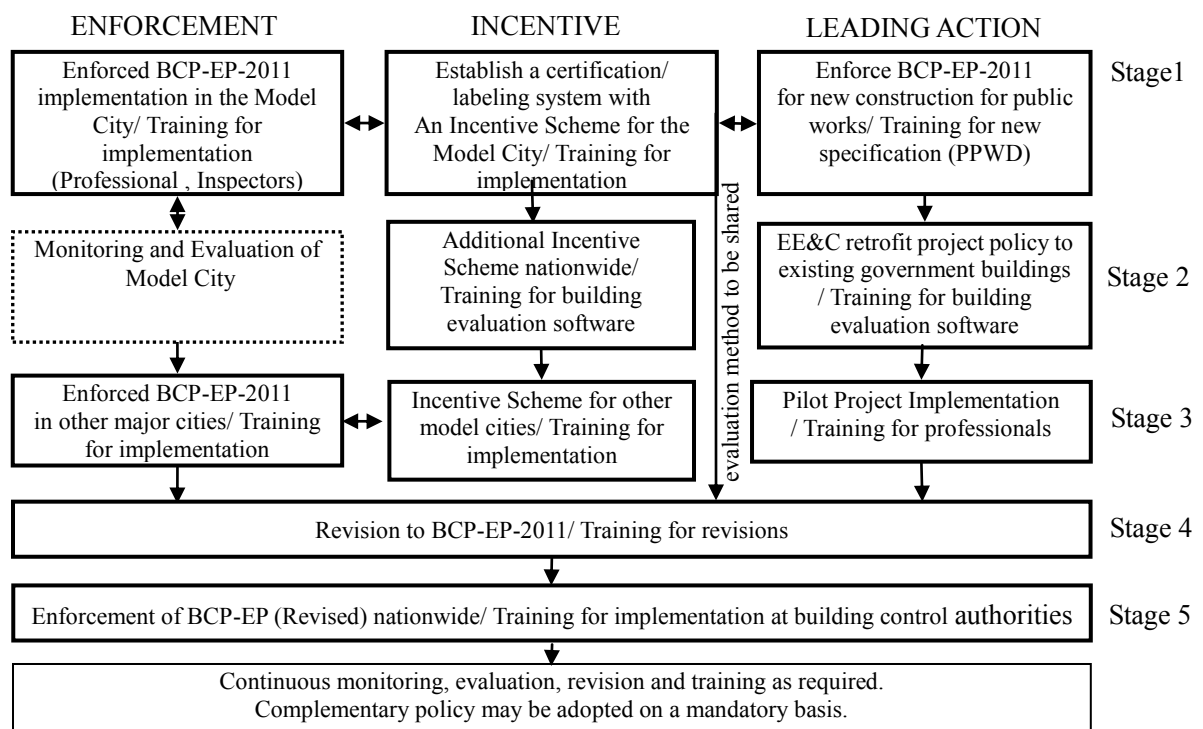 ENFORCEMENT
INCENTIVE
LEADING ACTION
Enforced BCP-EP-2011
implementation in the Model
City/ Training for
implementation
(Professional , Inspectors)
Establish a certification/
labeling system with
An Incentive Scheme for the
Model City/ Training for
implementation
Enforce BCP-EP-2011
for new construction for public
works/ Training for new
specification (PPWD)
Stage1
Monitoring and Evaluation of
Model City
Additional Incentive
Scheme nationwide/
Training for building
evaluation software
evaluation method to be shared
EE&C retrofit project policy to
existing government buildings
/ Training for building
evaluation software
Stage 2
Enforced BCP-EP-2011
in other major cities/ Training
for implementation
Incentive Scheme for other
model cities/ Training for
implementation
Pilot Project Implementation
/ Training for professionals
Stage 3
Revision to BCP-EP-2011/ Training for revisions
Stage 4
Enforcement of BCP-EP (Revised) nationwide/ Training for implementation at building control authorities
Stage 5
Continuous monitoring, evaluation, revision and training as required.
Complementary policy may be adopted on a mandatory basis.